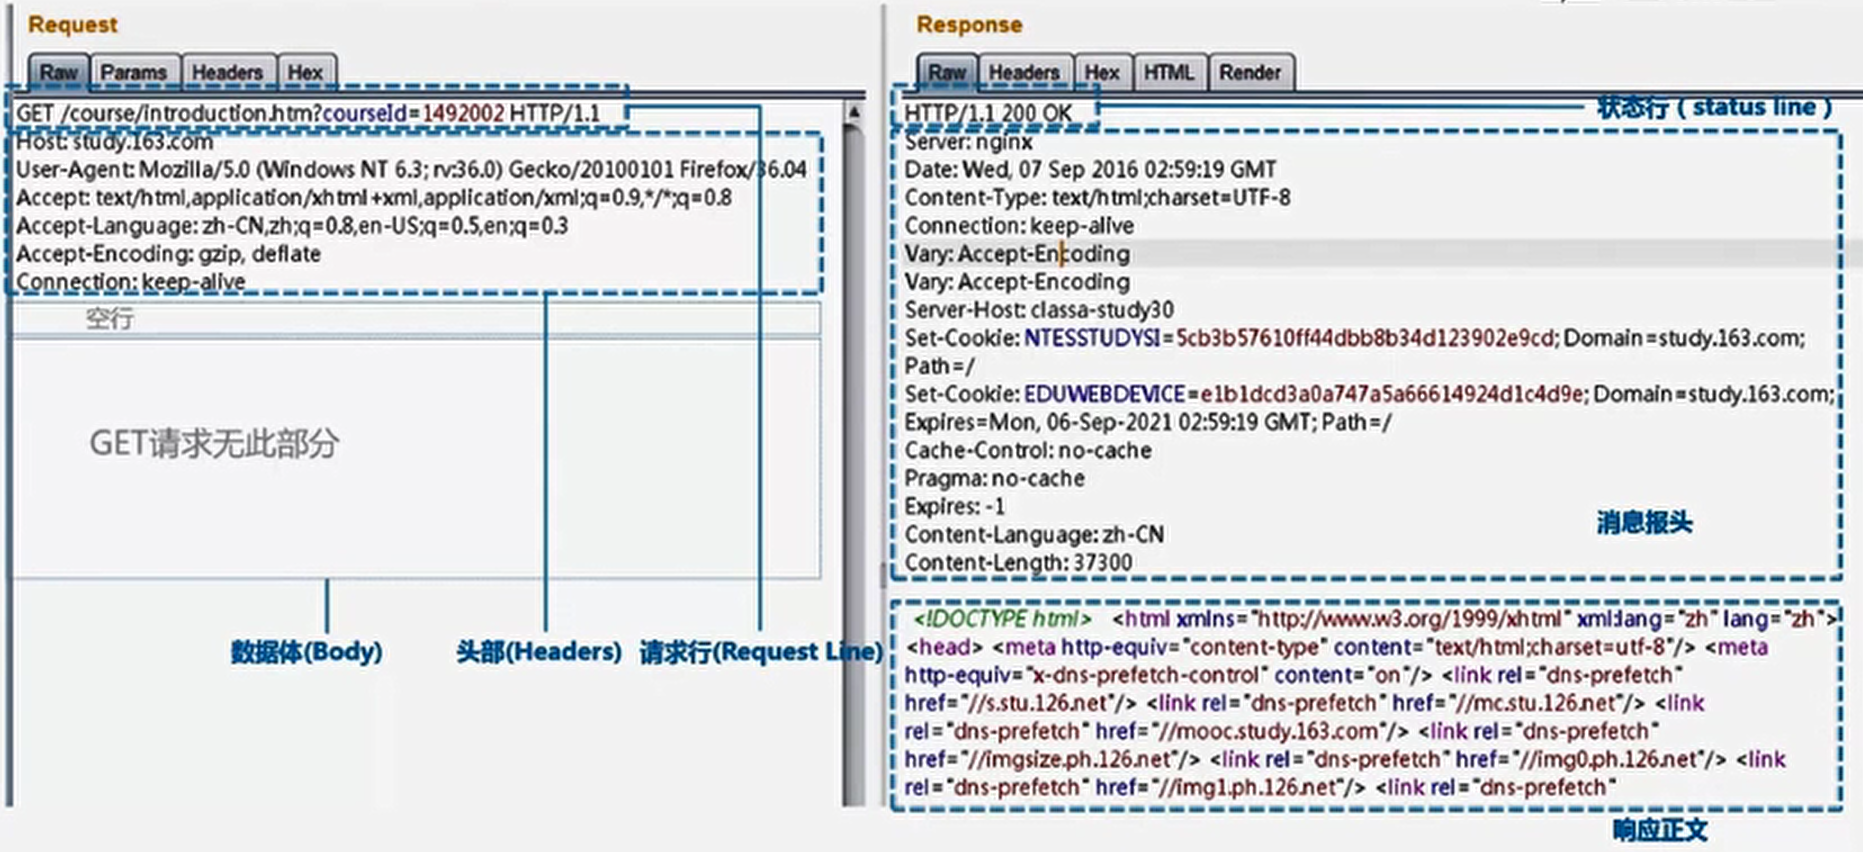 Request
Raw Params Headers Hex
GET /course/introduction.htm?courseId=1492002 HTTP/1.1
Host: study.163.com
User-Agent: Mozilla/5.0 (Windows NT 6.3; rv:36.0) Gecko/20100101 Firefox/36.04
Accept: text/html,application/xhtml+xml,application/xml;q=0.9,*/*;q=0.8
Accept-Language: zh-CN,zh;q=0.8,en-US;q=0.5,en;q=0.3
Accept-Encoding: gzip, deflate
Connection: keep-alive
空行
GET请求无此部分
数据体(Body)
头部(Headers)
请求行(Request Line)
Response
Raw Headers Hex HTML Render
HTTP/1.1 200 OK
状态行 ( status line )
Server: nginx
Date: Wed, 07 Sep 2016 02:59:19 GMT
Content-Type: text/html;charset=UTF-8
Connection: keep-alive
Vary: Accept-Encoding
Vary: Accept-Encoding
Server-Host: classa-study30
Set-Cookie: NTESSTUDYSI=5cb3b57610ff44dbb8b34d123902e9cd; Domain=study.163.com;
Path=/
Set-Cookie: EDUWEBDEVICE=e1b1dcd3a0a747a5a66614924d1c4d9e; Domain=study.163.com;
Expires=Mon, 06-Sep-2021 02:59:19 GMT; Path=/
Cache-Control: no-cache
Pragma: no-cache
Expires: -1
Content-Language: zh-CN
Content-Length: 37300
消息报头
<!DOCTYPE html> <html xmlns="http://www.w3.org/1999/xhtml" xml:lang="zh" lang="zh">
<head> <meta http-equiv="content-type" content="text/html;charset=utf-8"/> <meta
http-equiv="x-dns-prefetch-control" content="on"/> <link rel="dns-prefetch"
href="//s.stu.126.net"/> <link rel="dns-prefetch" href="//mc.stu.126.net"/> <link
rel="dns-prefetch" href="//mooc.study.163.com"/> <link rel="dns-prefetch"
href="//imgsize.ph.126.net"/> <link rel="dns-prefetch" href="//img0.ph.126.net"/> <link
rel="dns-prefetch" href="//img1.ph.126.net"/> <link rel="dns-prefetch"
响应正文